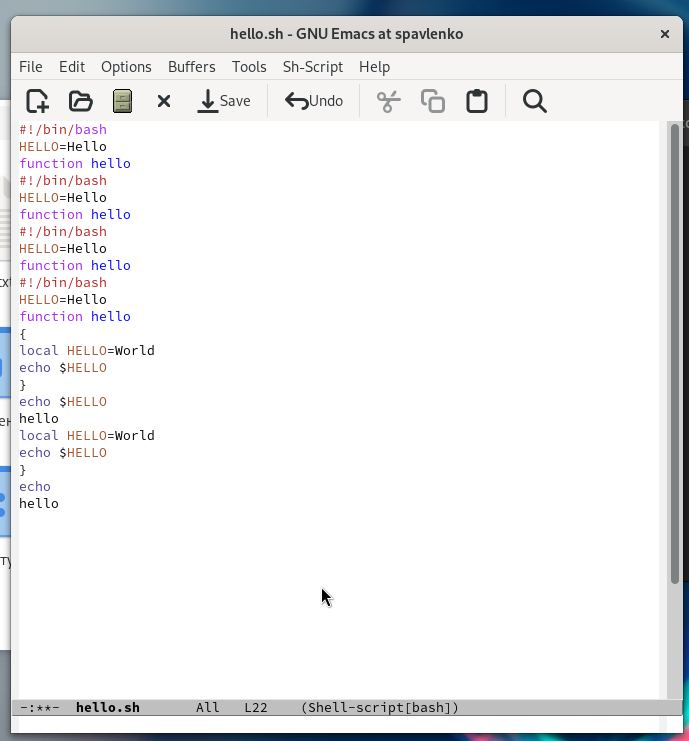 hello.sh - GNU Emacs at spavlenko
File Edit Options Buffers Tools Sh-Script Help
Save Undo
#!/bin/bash
HELLO=Hello
function hello
#!/bin/bash
HELLO=Hello
function hello
#!/bin/bash
HELLO=Hello
function hello
#!/bin/bash
HELLO=Hello
function hello
{
local HELLO=World
echo $HELLO
}
echo $HELLO
hello
local HELLO=World
echo $HELLO
}
echo
hello
-:**- hello.sh All L22 (Shell-script[bash])